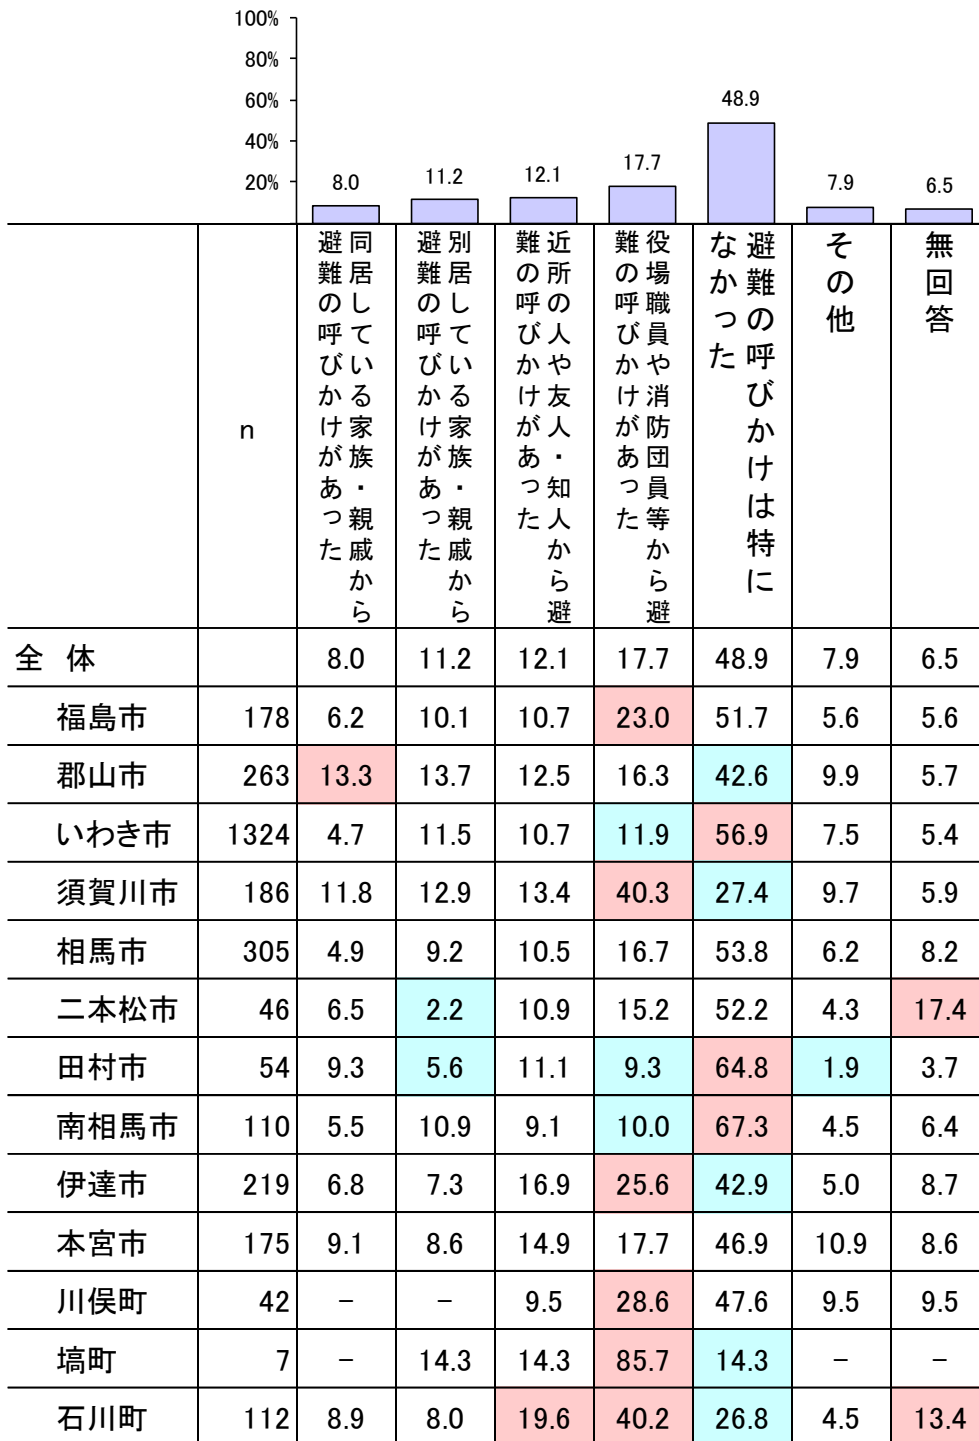 100%
80%
60%
40%
20%
8.0
11.2
12.1
17.7
48.9
7.9
6.5
n
同居している家族・親戚から
避難の呼びかけがあった
別居している家族・親戚から
避難の呼びかけがあった
近所の人や友人・知人から避
難の呼びかけがあった
役場職員や消防団員等から避
難の呼びかけがあった
避難の呼びかけは特に
なかった
その他
無回答
全 体 8.0 11.2 12.1 17.7 48.9 7.9 6.5
福島市 178 6.2 10.1 10.7 23.0 51.7 5.6 5.6
郡山市 263 13.3 13.7 12.5 16.3 42.6 9.9 5.7
いわき市 1324 4.7 11.5 10.7 11.9 56.9 7.5 5.4
須賀川市 186 11.8 12.9 13.4 40.3 27.4 9.7 5.9
相馬市 305 4.9 9.2 10.5 16.7 53.8 6.2 8.2
二本松市 46 6.5 2.2 10.9 15.2 52.2 4.3 17.4
田村市 54 9.3 5.6 11.1 9.3 64.8 1.9 3.7
南相馬市 110 5.5 10.9 9.1 10.0 67.3 4.5 6.4
伊達市 219 6.8 7.3 16.9 25.6 42.9 5.0 8.7
本宮市 175 9.1 8.6 14.9 17.7 46.9 10.9 8.6
川俣町 42 − − 9.5 28.6 47.6 9.5 9.5
塙町 7 − 14.3 14.3 85.7 14.3 − −
石川町 112 8.9 8.0 19.6 40.2 26.8 4.5 13.4